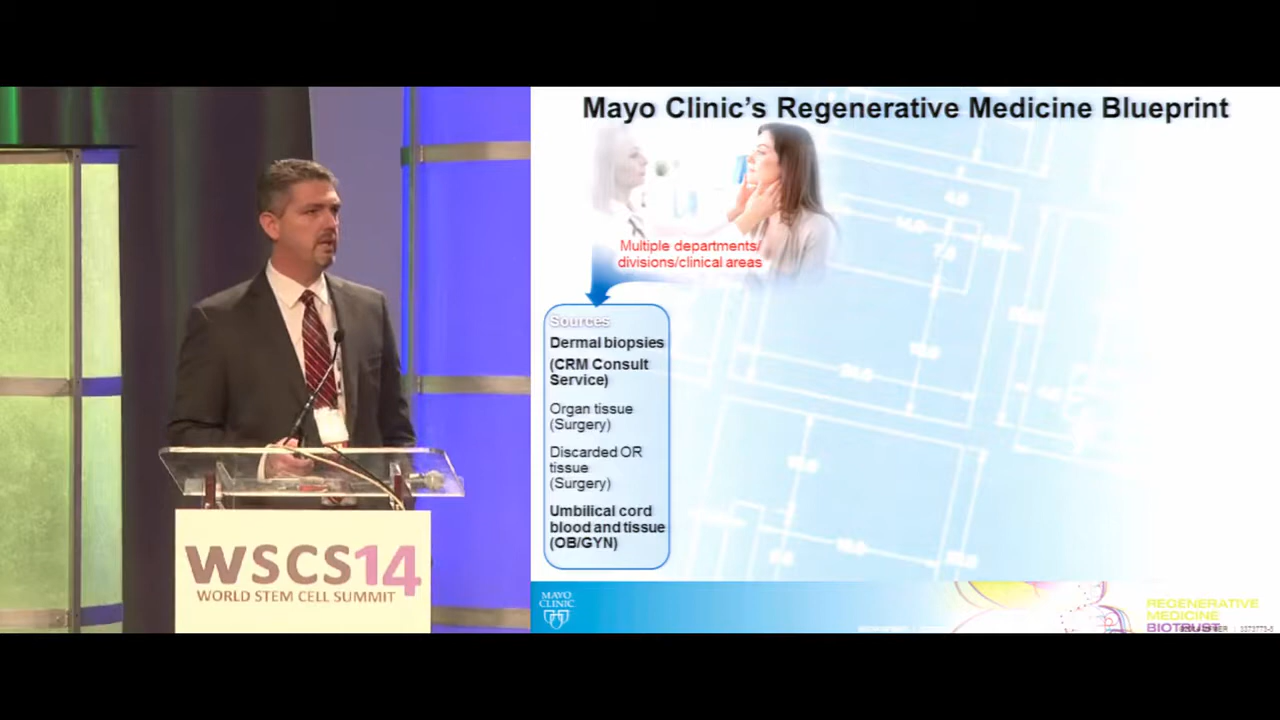 Mayo Clinic's Regenerative Medicine Blueprint
Multiple departments/
divisions/clinical areas
Sources
Dermal biopsies
(CRM Consult
Service)
Organ tissue
(Surgery)
Discarded OR
tissue
(Surgery)
Umbilical cord
blood and tissue
(OB/GYN)
WSCS14
WORLD STEM CELL SUMMIT
MAYO
CLINIC
REGENERATIVE
MEDICINE
BIOTRUST